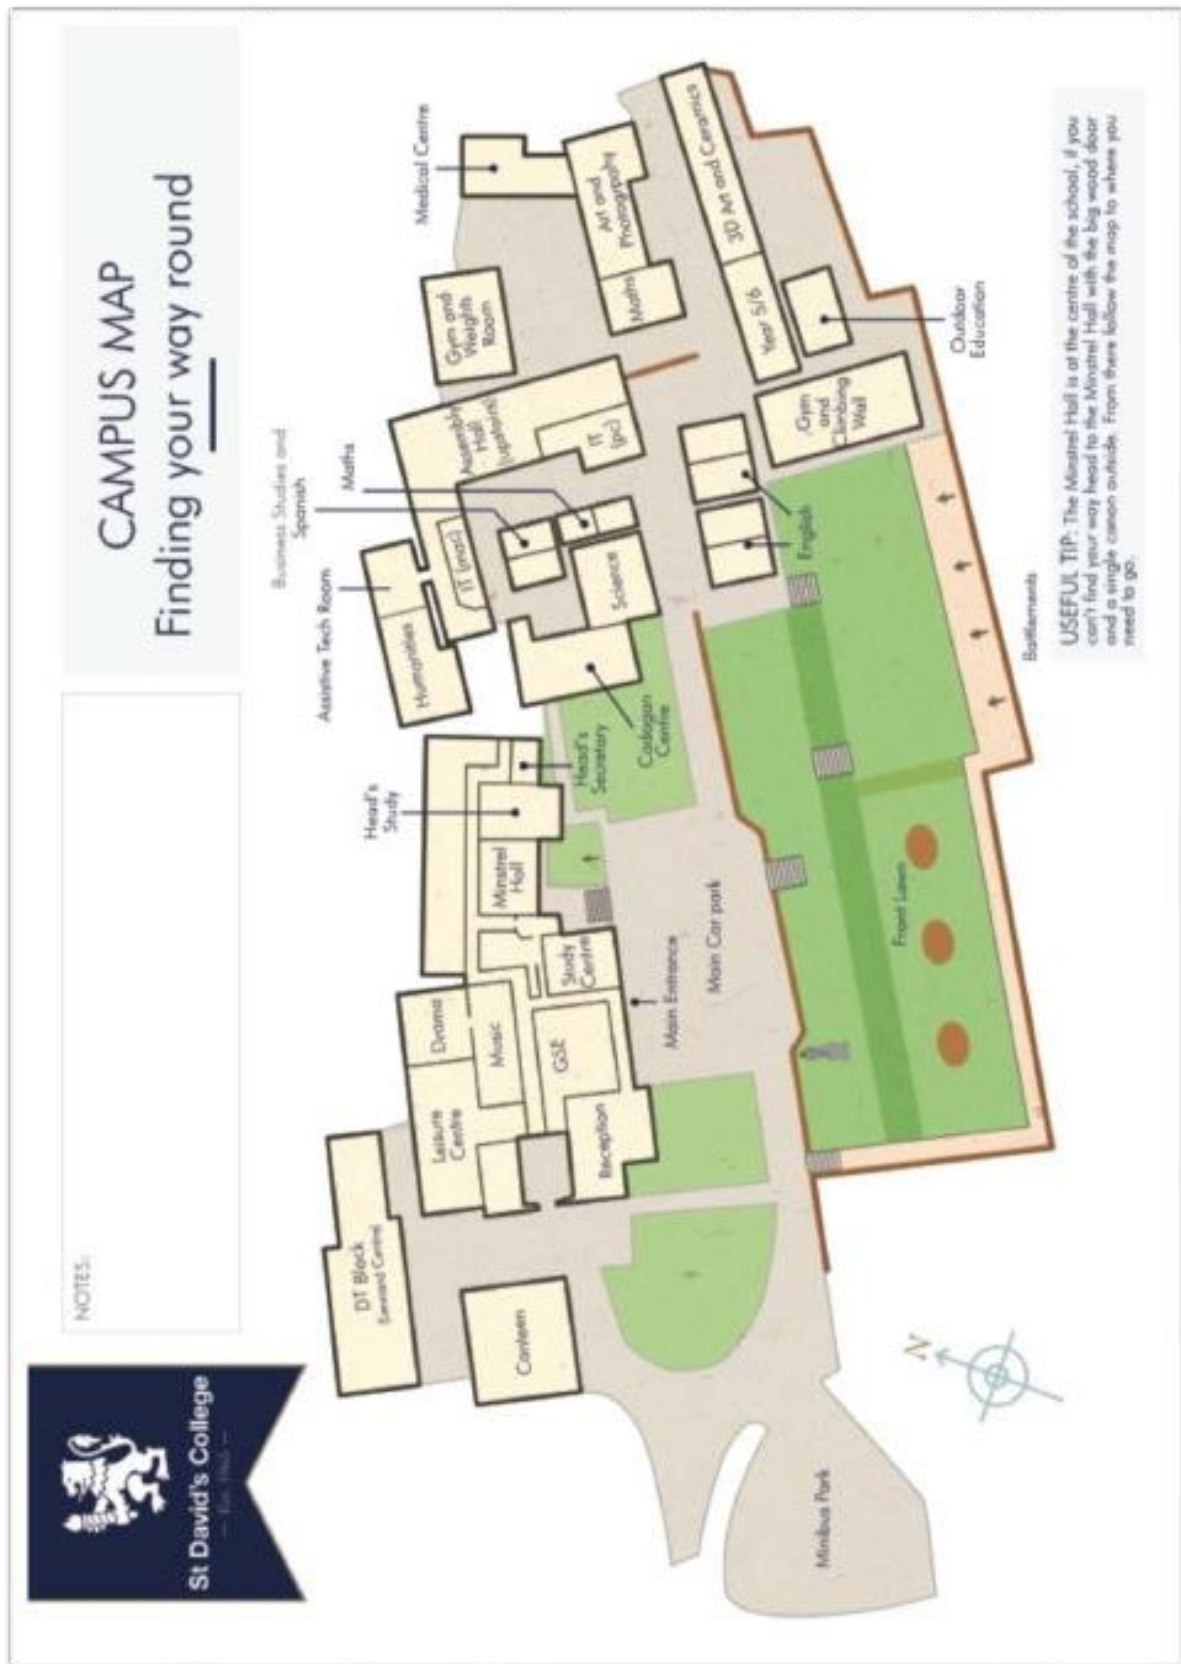 St David's College
CAMPUS MAP
Finding your way round
NOTES:
DT Block
Canteen
Leisure
Centre
Drama
Music
GSE
Reception
Study
Centre
Minstrel
Hall
Head's
Study
Head's
Secretary
Humanities
Assistive Tech Room
Business Studies and
Spanish
Maths
IT (mac)
Assembly
Hall
(upstairs)
IT
(pc)
Science
Cadogan
Centre
Gym and
Weights
Room
Medical Centre
Art and
Photography
Maths
3D Art and Ceramics
Year 5/6
Outdoor
Education
Gym
and
Climbing
Wall
English
Main Entrance
Main Car park
Front Lawn
Battlements
Minibus Park
N
USEFUL TIP: The Minstrel Hall is at the centre of the school, if you
can't find your way head to the Minstrel Hall with the big wood door
and a single canon outside. From there follow the map to where you
need to go.